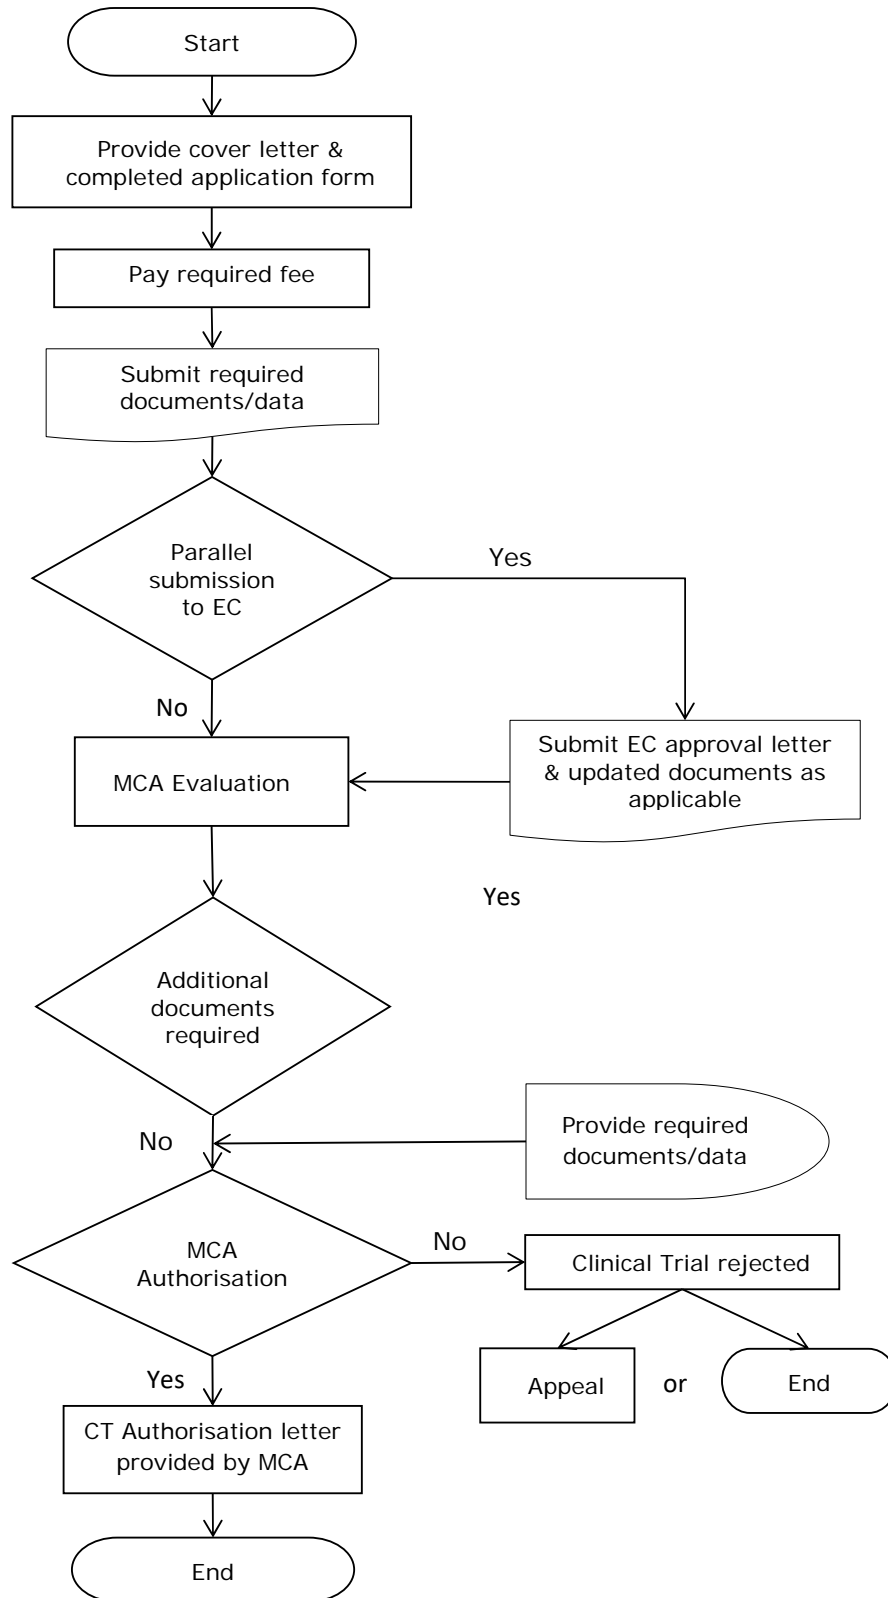 Start
Provide cover letter &
completed application form
Pay required fee
Submit required
documents/data
Parallel
submission
to EC
Yes
No
Submit EC approval letter
& updated documents as
applicable
MCA Evaluation
Yes
Additional
documents
required
No
Provide required
documents/data
MCA
Authorisation
No
Clinical Trial rejected
Yes
Appeal
or
End
CT Authorisation letter
provided by MCA
End